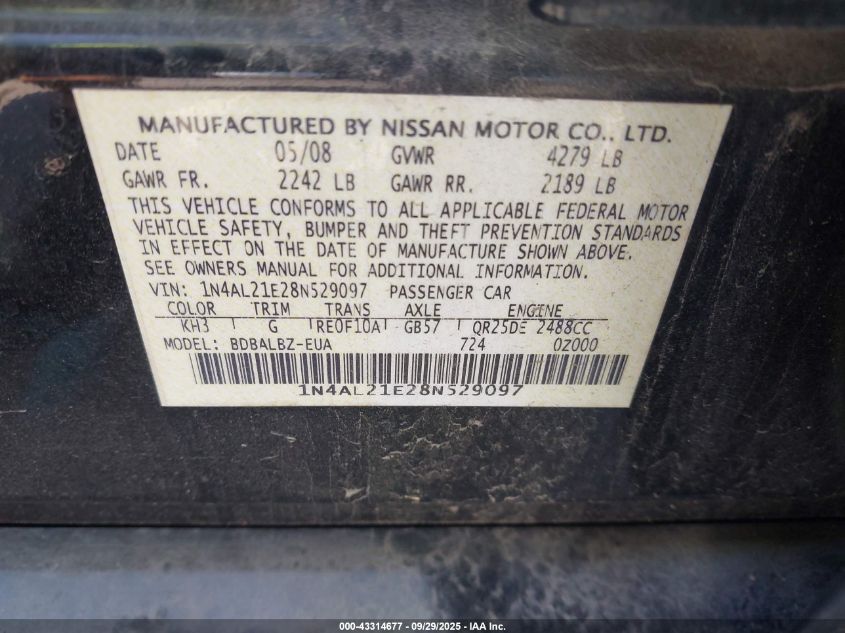 MANUFACTURED BY NISSAN MOTOR CO., LTD.
DATE 05/08 GVWR 4279 LB
GAWR FR. 2242 LB GAWR RR. 2189 LB
THIS VEHICLE CONFORMS TO ALL APPLICABLE FEDERAL MOTOR
VEHICLE SAFETY, BUMPER AND THEFT PREVENTION STANDARDS
IN EFFECT ON THE DATE OF MANUFACTURE SHOWN ABOVE.
SEE OWNERS MANUAL FOR ADDITIONAL INFORMATION.
VIN: 1N4AL21E28N529097 PASSENGER CAR
COLOR TRIM TRANS AXLE ENGINE
KH3 G RE0F10A GB57 QR25DE 2488CC
MODEL: BDBALBZ-EUA 724 0Z000
1N4AL21E28N529097
000-43314677 - 09/29/2025 - IAA Inc.